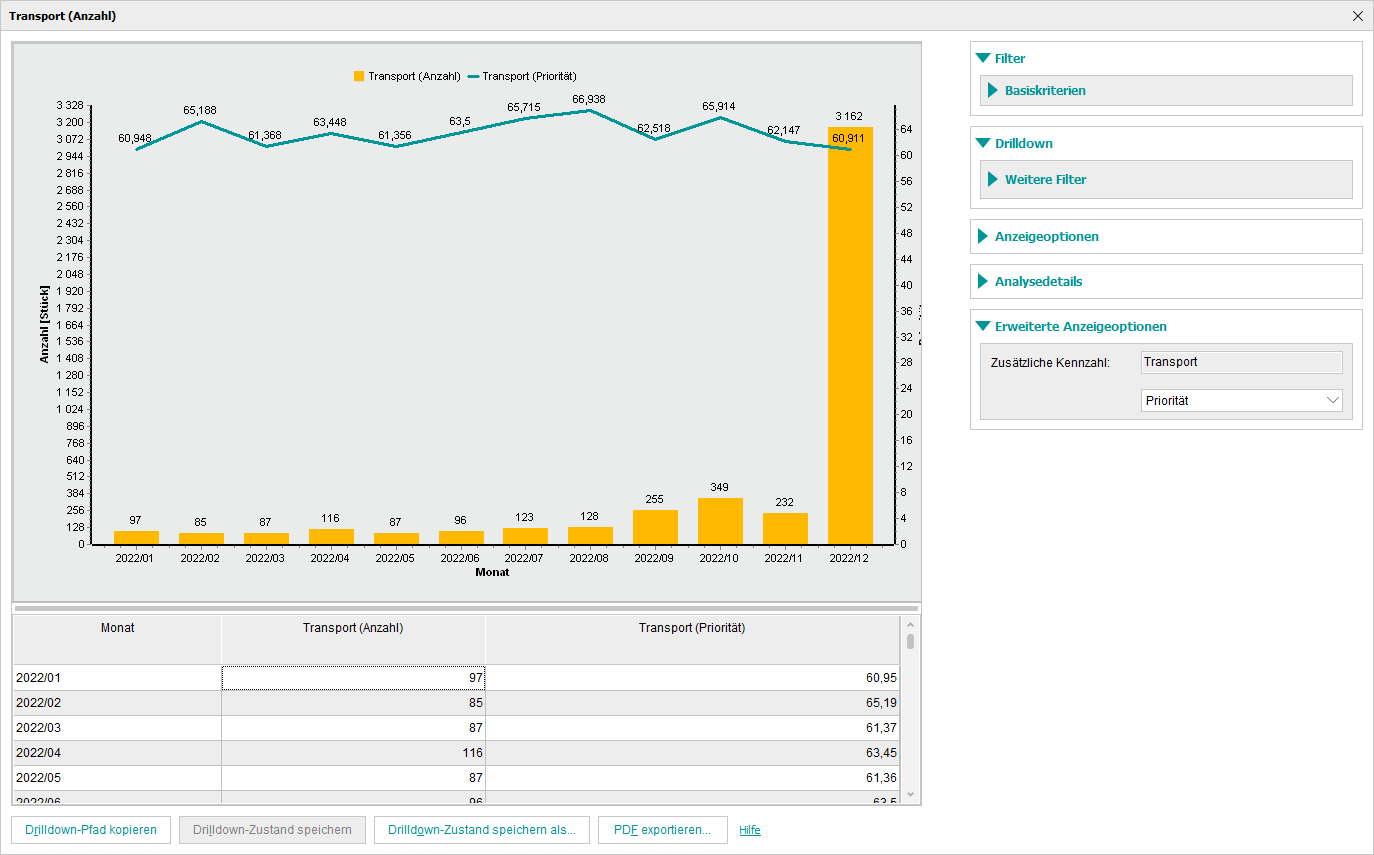 Transport (Anzahl)
Transport (Anzahl) Transport (Priorität)
3 328
3 200
3 072
2 944
2 816
2 688
2 560
2 432
2 304
2 176
2 048
1 920
1 792
1 664
1 536
1 408
1 280
1 152
1 024
896
768
640
512
384
256
128
0
Anzahl [Stück]
60,948 65,188 61,368 63,448 61,356 63,5 65,715 66,938 62,518 65,914 62,147 60,911
97 85 87 116 87 96 123 128 255 349 232 3 162
64
60
56
52
48
44
40
36
32
28
24
20
16
12
8
4
0
2022/01 2022/02 2022/03 2022/04 2022/05 2022/06 2022/07 2022/08 2022/09 2022/10 2022/11 2022/12
Monat
Monat Transport (Anzahl) Transport (Priorität)
2022/01 97 60,95
2022/02 85 65,19
2022/03 87 61,37
2022/04 116 63,45
2022/05 87 61,36
2022/06 96 63,5
Drilldown-Pfad kopieren Drilldown-Zustand speichern Drilldown-Zustand speichern als... PDF exportieren... Hilfe
Filter
Basiskriterien
Drilldown
Weitere Filter
Anzeigeoptionen
Analysedetails
Erweiterte Anzeigeoptionen
Zusätzliche Kennzahl: Transport
Priorität